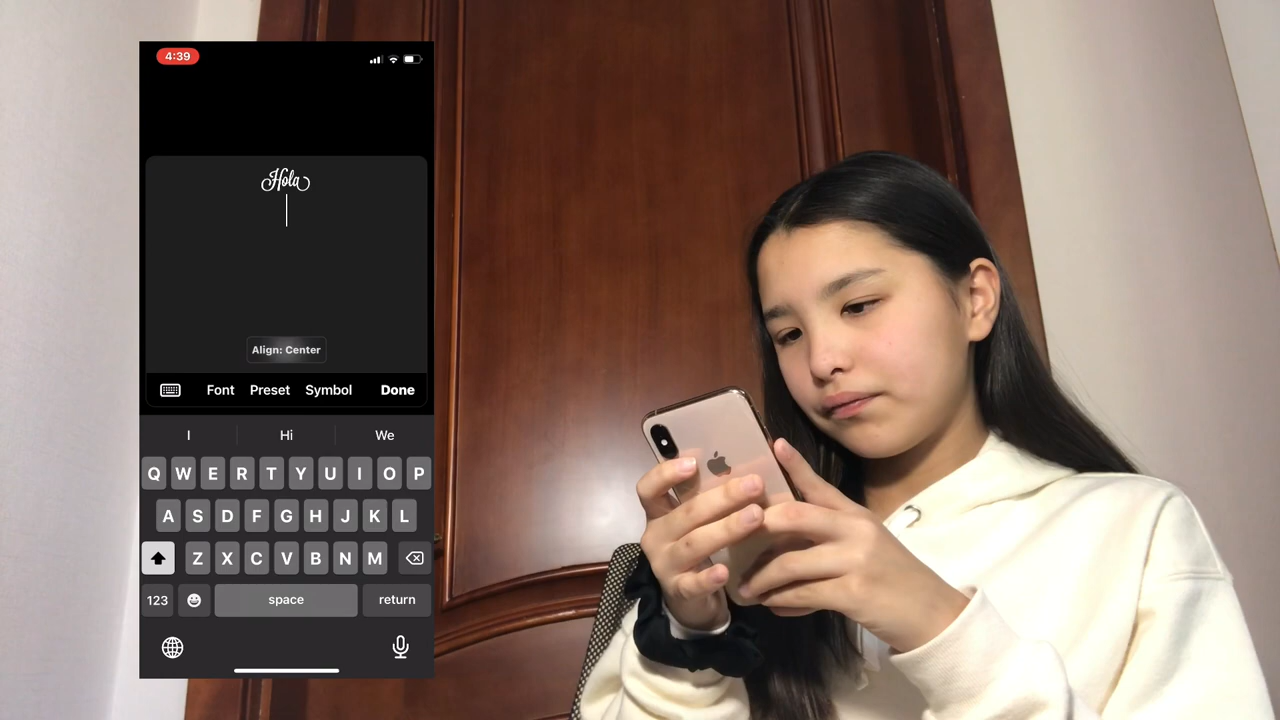 4:39
Hola
Align: Center
Font Preset Symbol Done
I Hi We
Q W E R T Y U I O P
A S D F G H J K L
Z X C V B N M
123 space return